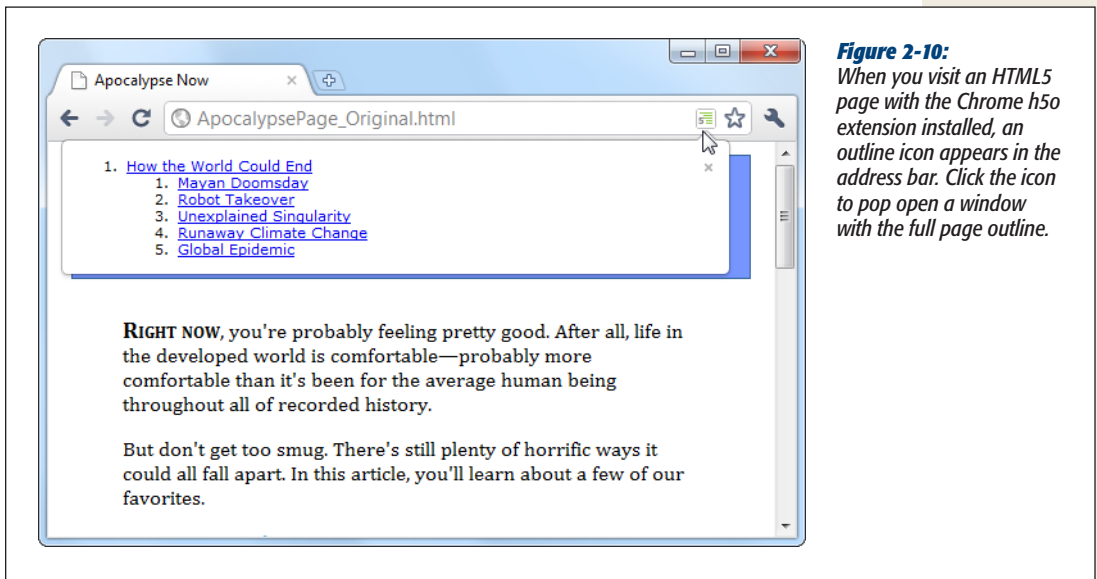 Apocalypse Now
ApocalypsePage_Original.html
1. How the World Could End
1. Mayan Doomsday
2. Robot Takeover
3. Unexplained Singularity
4. Runaway Climate Change
5. Global Epidemic
RIGHT NOW, you're probably feeling pretty good. After all, life in
the developed world is comfortable—probably more
comfortable than it's been for the average human being
throughout all of recorded history.
But don't get too smug. There's still plenty of horrific ways it
could all fall apart. In this article, you'll learn about a few of our
favorites.
Figure 2-10:
When you visit an HTML5
page with the Chrome h5o
extension installed, an
outline icon appears in the
address bar. Click the icon
to pop open a window
with the full page outline.